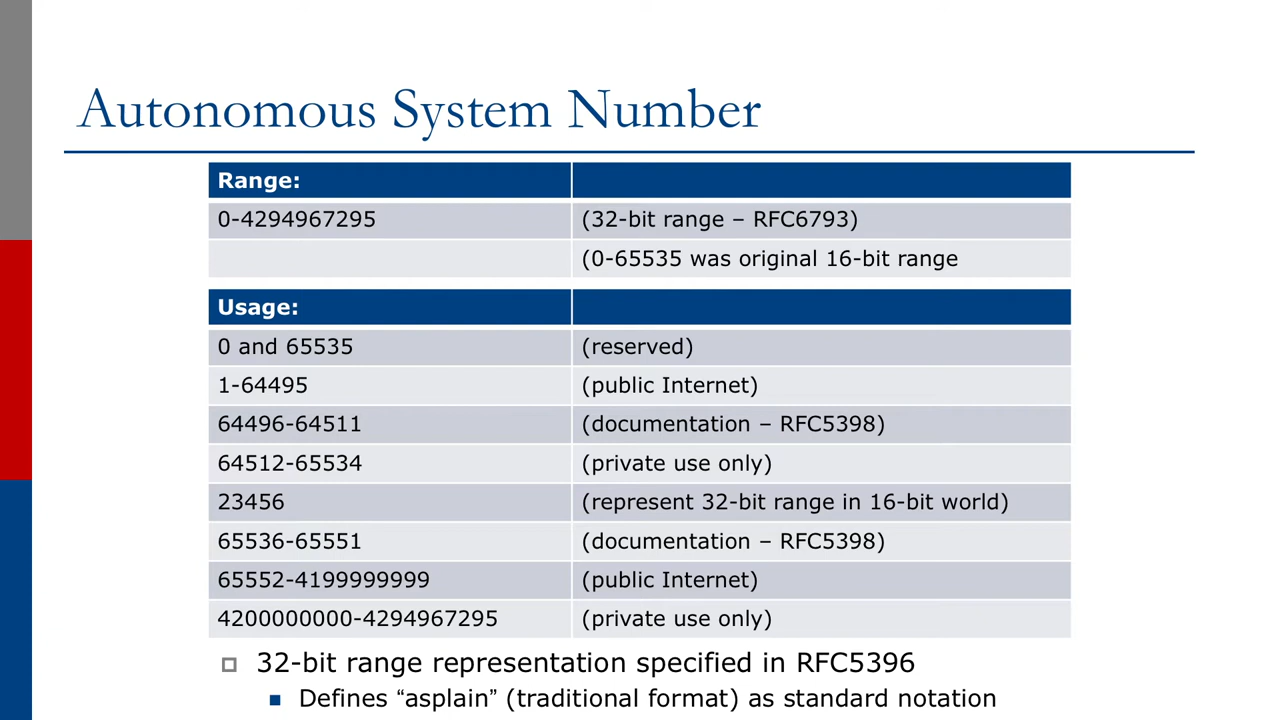 Autonomous System Number
Range:
0-4294967295 (32-bit range – RFC6793)
(0-65535 was original 16-bit range
Usage:
0 and 65535 (reserved)
1-64495 (public Internet)
64496-64511 (documentation – RFC5398)
64512-65534 (private use only)
23456 (represent 32-bit range in 16-bit world)
65536-65551 (documentation – RFC5398)
65552-4199999999 (public Internet)
4200000000-4294967295 (private use only)
32-bit range representation specified in RFC5396
Defines “asplain” (traditional format) as standard notation